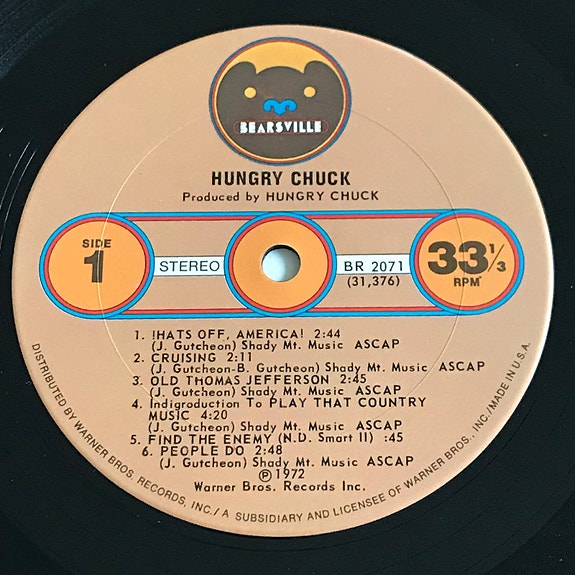 BEARSVILLE
HUNGRY CHUCK
Produced by HUNGRY CHUCK
SIDE
1
STEREO
BR 2071
(31,376)
33 1/3
RPM
1. !HATS OFF, AMERICA! 2:44
(J. Gutcheon) Shady Mt. Music ASCAP
2. CRUISING 2:11
(J. Gutcheon-B. Gutcheon) Shady Mt. Music ASCAP
3. OLD THOMAS JEFFERSON 2:45
(J. Gutcheon) Shady Mt. Music ASCAP
4. Indigroduction To PLAY THAT COUNTRY
MUSIC 4:20
(J. Gutcheon) Shady Mt. Music ASCAP
5. FIND THE ENEMY (N.D. Smart II) :45
6. PEOPLE DO 2:48
(J. Gutcheon) Shady Mt. Music ASCAP
℗ 1972
Warner Bros. Records Inc.
DISTRIBUTED BY WARNER BROS. RECORDS, INC./ A SUBSIDIARY AND LICENSEE OF WARNER BROS., INC./MADE IN U.S.A.